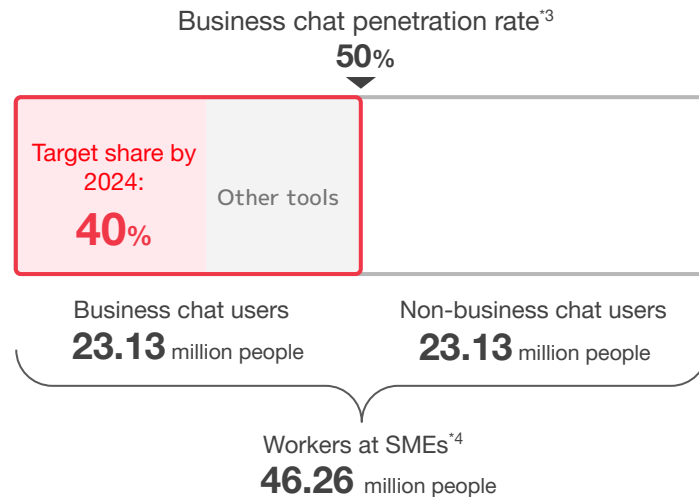 Business chat penetration rate*3
50%
Target share by
2024:
40%
Other tools
Business chat users
23.13 million people
Non-business chat users
23.13 million people
Workers at SMEs*4
46.26 million people